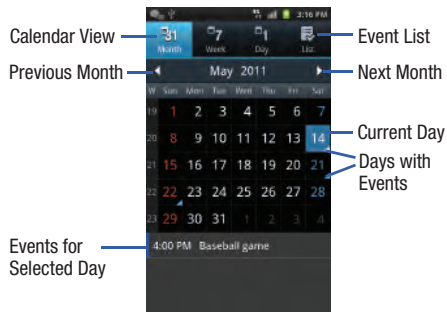 3:16 PM
Calendar View
31 7 1
Event List
Month Week Day List
Previous Month
May 2011
Next Month
W Sun Mon Tue Wed Thu Fri Sat
19 1 2 3 4 5 6 7
20 8 9 10 11 12 13 14
Current Day
21 15 16 17 18 19 20 21
Days with
Events
22 22 23 24 25 26 27 28
23 29 30 31 1 2 3 4
Events for
Selected Day
4:00 PM Baseball game